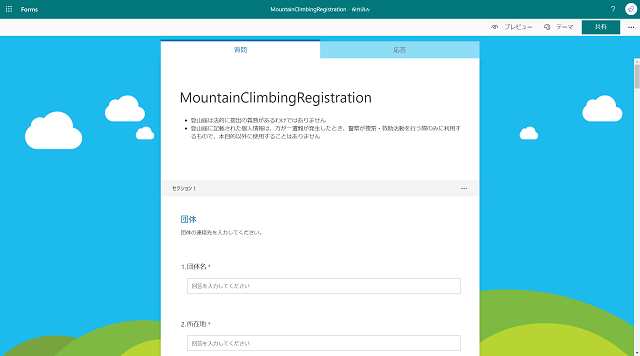 Forms
MountainClimbingRegistration - 保存済み
?
プレビュー
テーマ
共有
質問
応答
MountainClimbingRegistration
登山届は法的に提出の義務があるわけではありません
登山届に記載された個人情報は、万が一遭難が発生したとき、警察が捜索・救助活動を行う際のみに利用す
るもので、本目的以外に使用することはありません
セクション 1
団体
団体の連絡先を入力してください。
1.団体名 *
回答を入力してください
2.所在地 *
回答を入力してください